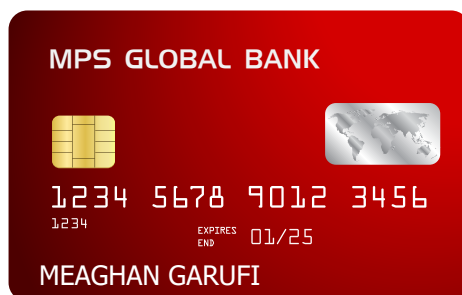 MPS GLOBAL BANK
1234 5678 9012 3456
1234
EXPIRES
END 01/25
MEAGHAN GARUFI